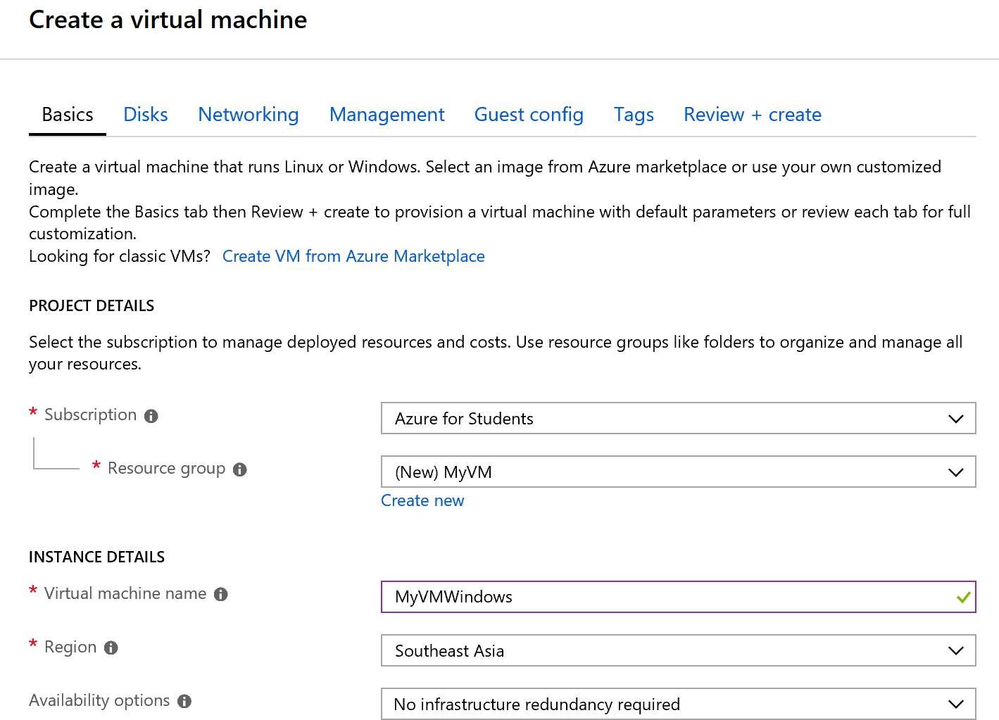 Create a virtual machine
Basics Disks Networking Management Guest config Tags Review + create
Create a virtual machine that runs Linux or Windows. Select an image from Azure marketplace or use your own customized
image.
Complete the Basics tab then Review + create to provision a virtual machine with default parameters or review each tab for full
customization.
Looking for classic VMs? Create VM from Azure Marketplace
PROJECT DETAILS
Select the subscription to manage deployed resources and costs. Use resource groups like folders to organize and manage all
your resources.
* Subscription Azure for Students
* Resource group (New) MyVM
Create new
INSTANCE DETAILS
* Virtual machine name MyVMWindows
* Region Southeast Asia
Availability options No infrastructure redundancy required